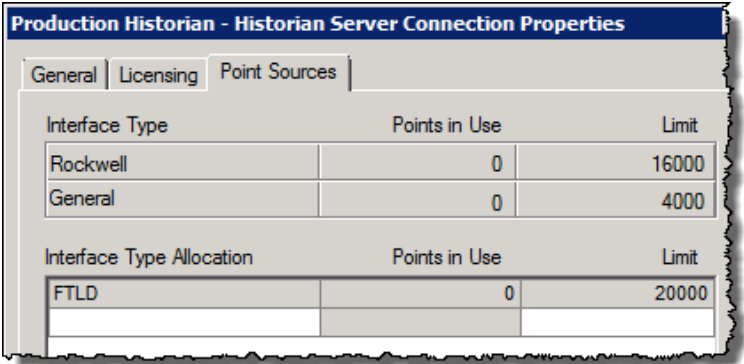 Production Historian - Historian Server Connection Properties
General Licensing Point Sources
Interface Type Points in Use Limit
Rockwell 0 16000
General 0 4000
Interface Type Allocation Points in Use Limit
FTLD 0 20000